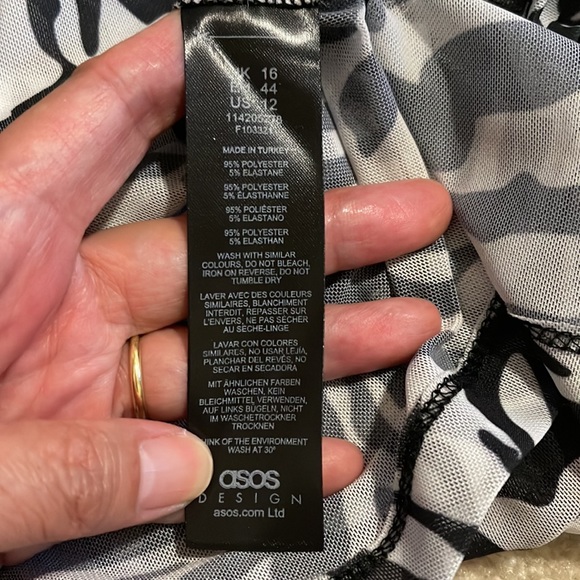 UK 16
EU 44
US 12
114205278
F103321
MADE IN TURKEY
95% POLYESTER
5% ELASTANE
95% POLYESTER
5% ELASTHANNE
95% POLIÉSTER
5% ELASTANO
95% POLYESTER
5% ELASTHAN
WASH WITH SIMILAR
COLOURS, DO NOT BLEACH,
IRON ON REVERSE, DO NOT
TUMBLE DRY
LAVER AVEC DES COULEURS
SIMILAIRES, BLANCHIMENT
INTERDIT, REPASSER SUR
L'ENVERS, NE PAS SÉCHER
AU SÈCHE-LINGE
LAVAR CON COLORES
SIMILARES, NO USAR LEJÍA,
PLANCHAR DEL REVÉS, NO
SECAR EN SECADORA
MIT ÄHNLICHEN FARBEN
WASCHEN, KEIN
BLEICHMITTEL VERWENDEN,
AUF LINKS BÜGELN, NICHT
IM WASCHETROCKNER
TROCKNEN
THINK OF THE ENVIRONMENT
WASH AT 30°
asos
DESIGN
asos.com Ltd